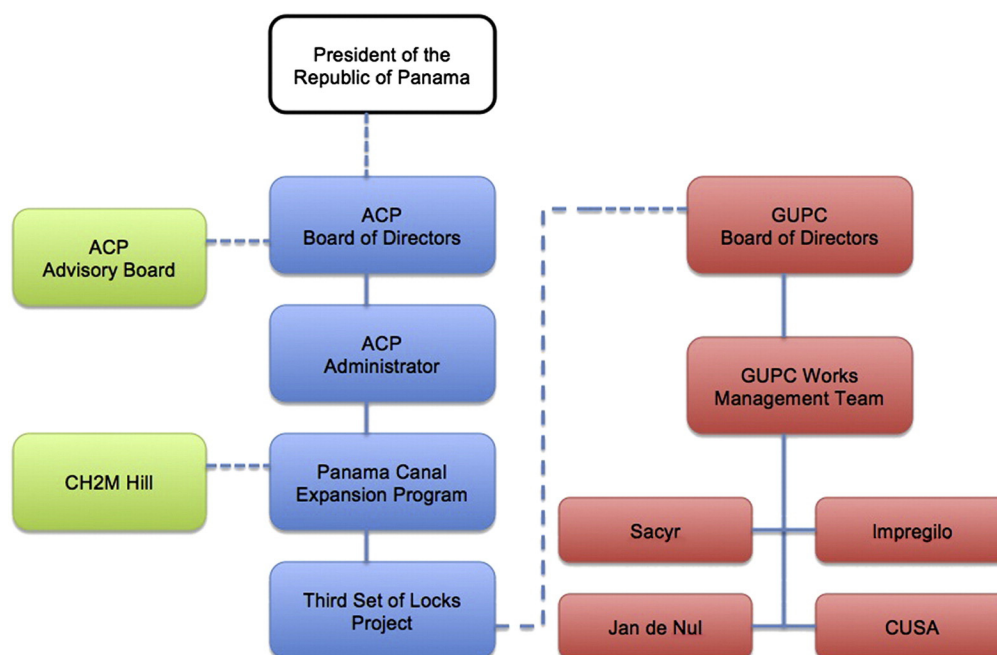 President of the
Republic of Panama
ACP
Board of Directors
GUPC
Board of Directors
ACP
Advisory Board
ACP
Administrator
GUPC Works
Management Team
CH2M Hill
Panama Canal
Expansion Program
Sacyr
Impregilo
Third Set of Locks
Project
Jan de Nul
CUSA